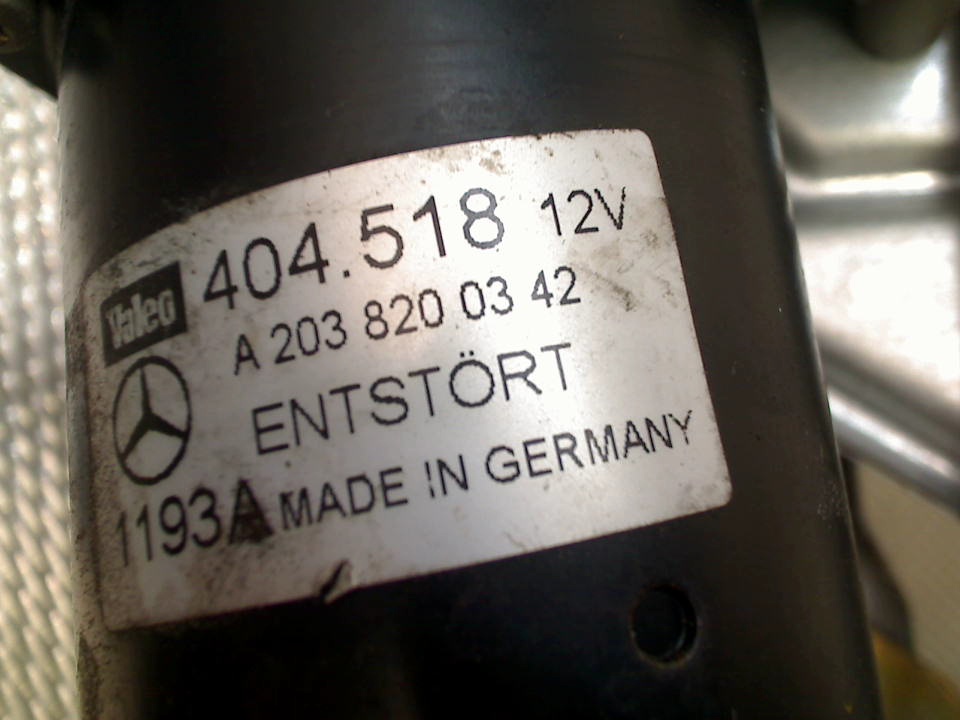 Valeo 404.518 12V
A 203 820 03 42
ENTSTÖRT
1193A MADE IN GERMANY